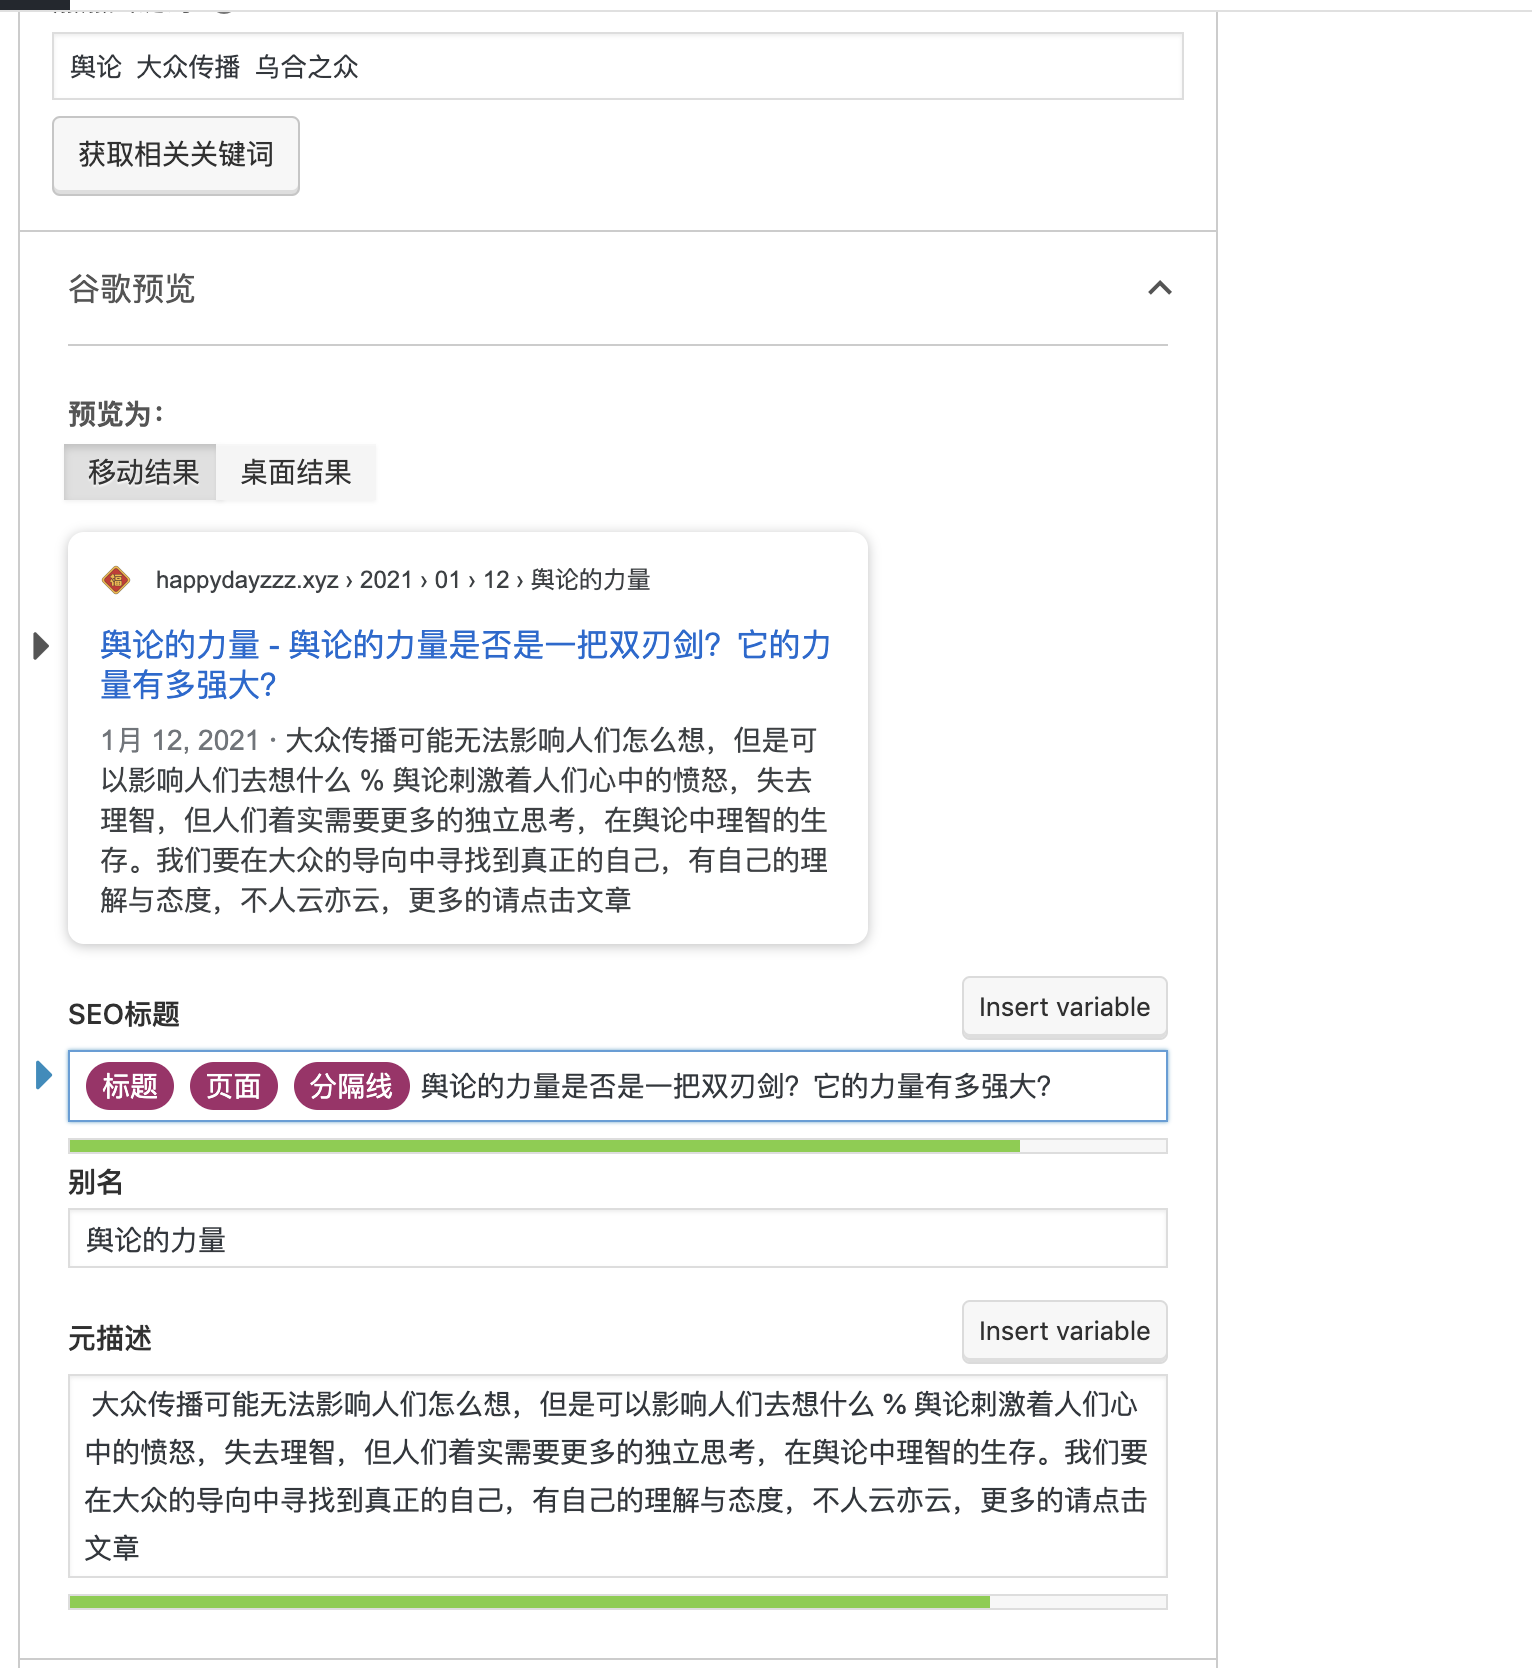 舆论 大众传播 乌合之众
获取相关关键词
谷歌预览
预览为：
移动结果 桌面结果
happydayzzz.xyz › 2021 › 01 › 12 › 舆论的力量
舆论的力量 - 舆论的力量是否是一把双刃剑？它的力
量有多强大?
1月 12, 2021 · 大众传播可能无法影响人们怎么想，但是可
以影响人们去想什么 % 舆论刺激着人们心中的愤怒，失去
理智，但人们着实需要更多的独立思考，在舆论中理智的生
存。我们要在大众的导向中寻找到真正的自己，有自己的理
解与态度，不人云亦云，更多的请点击文章
SEO标题
Insert variable
标题 页面 分隔线 舆论的力量是否是一把双刃剑？它的力量有多强大?
别名
舆论的力量
元描述
Insert variable
大众传播可能无法影响人们怎么想，但是可以影响人们去想什么 % 舆论刺激着人们心
中的愤怒，失去理智，但人们着实需要更多的独立思考，在舆论中理智的生存。我们要
在大众的导向中寻找到真正的自己，有自己的理解与态度，不人云亦云，更多的请点击
文章